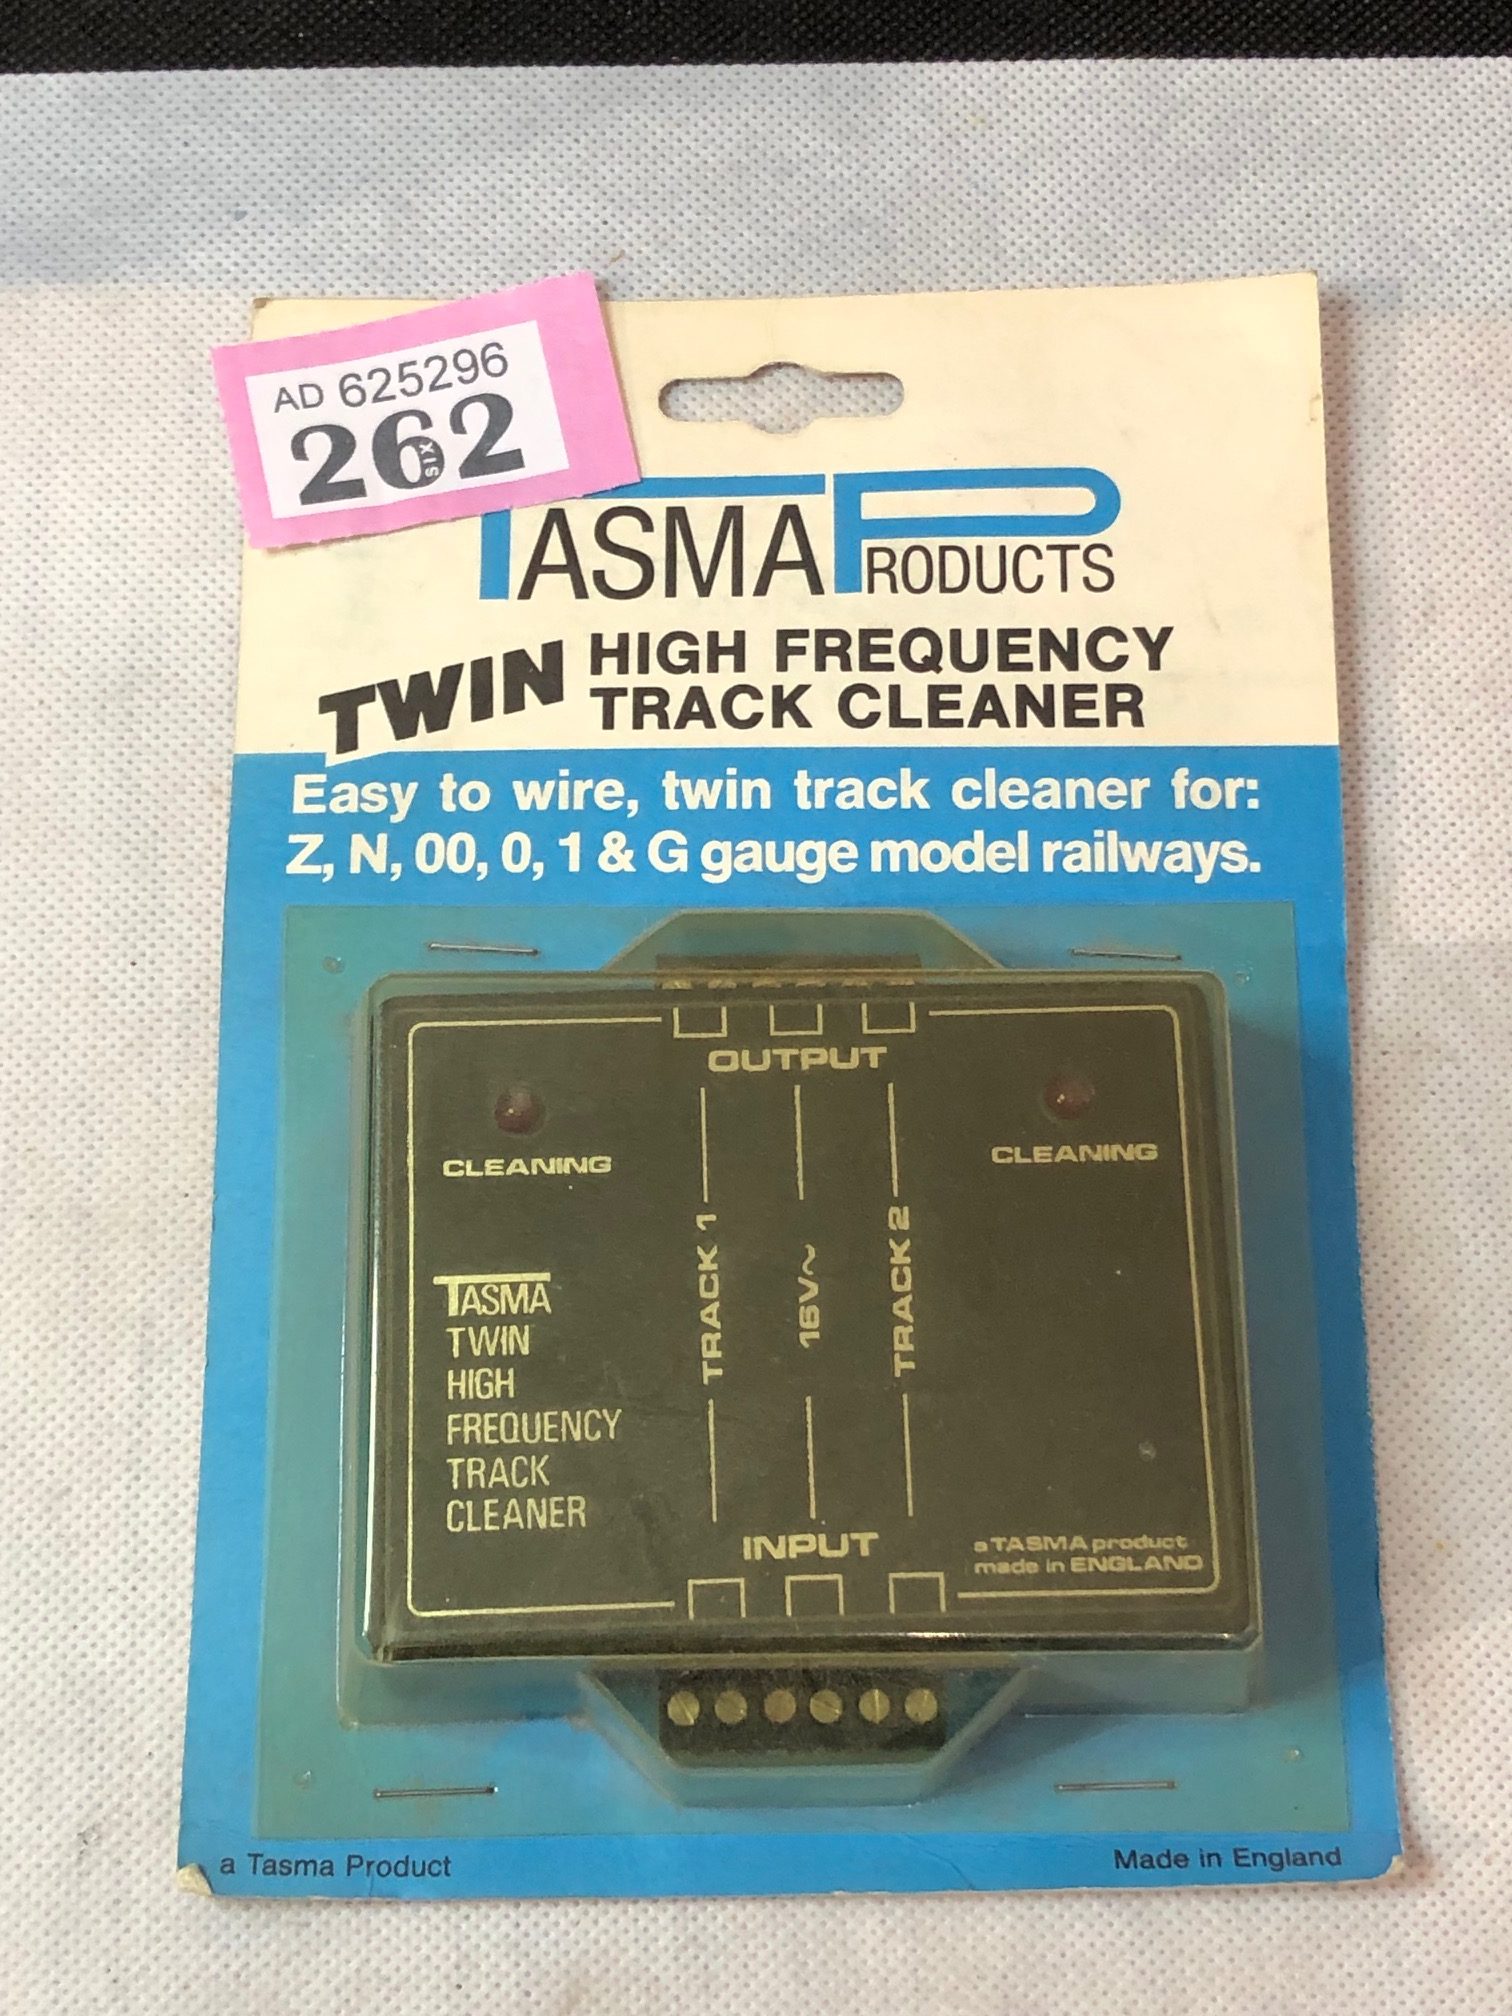 AD 625296
262
SIX
TASMA PRODUCTS
TWIN HIGH FREQUENCY
TRACK CLEANER
Easy to wire, twin track cleaner for:
Z, N, 00, 0, 1 & G gauge model railways.
OUTPUT
CLEANING
CLEANING
TRACK 1
16V~
TRACK 2
TASMA
TWIN
HIGH
FREQUENCY
TRACK
CLEANER
INPUT
a TASMA product
made in ENGLAND
a Tasma Product
Made in England